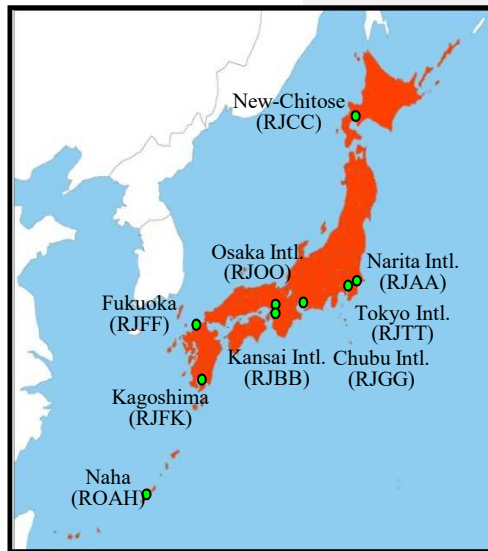 New-Chitose
(RJCC)
Osaka Intl.
(RJOO)
Narita Intl.
(RJAA)
Fukuoka
(RJFF)
Tokyo Intl.
(RJTT)
Kansai Intl.
(RJBB)
Chubu Intl.
(RJGG)
Kagoshima
(RJFK)
Naha
(ROAH)